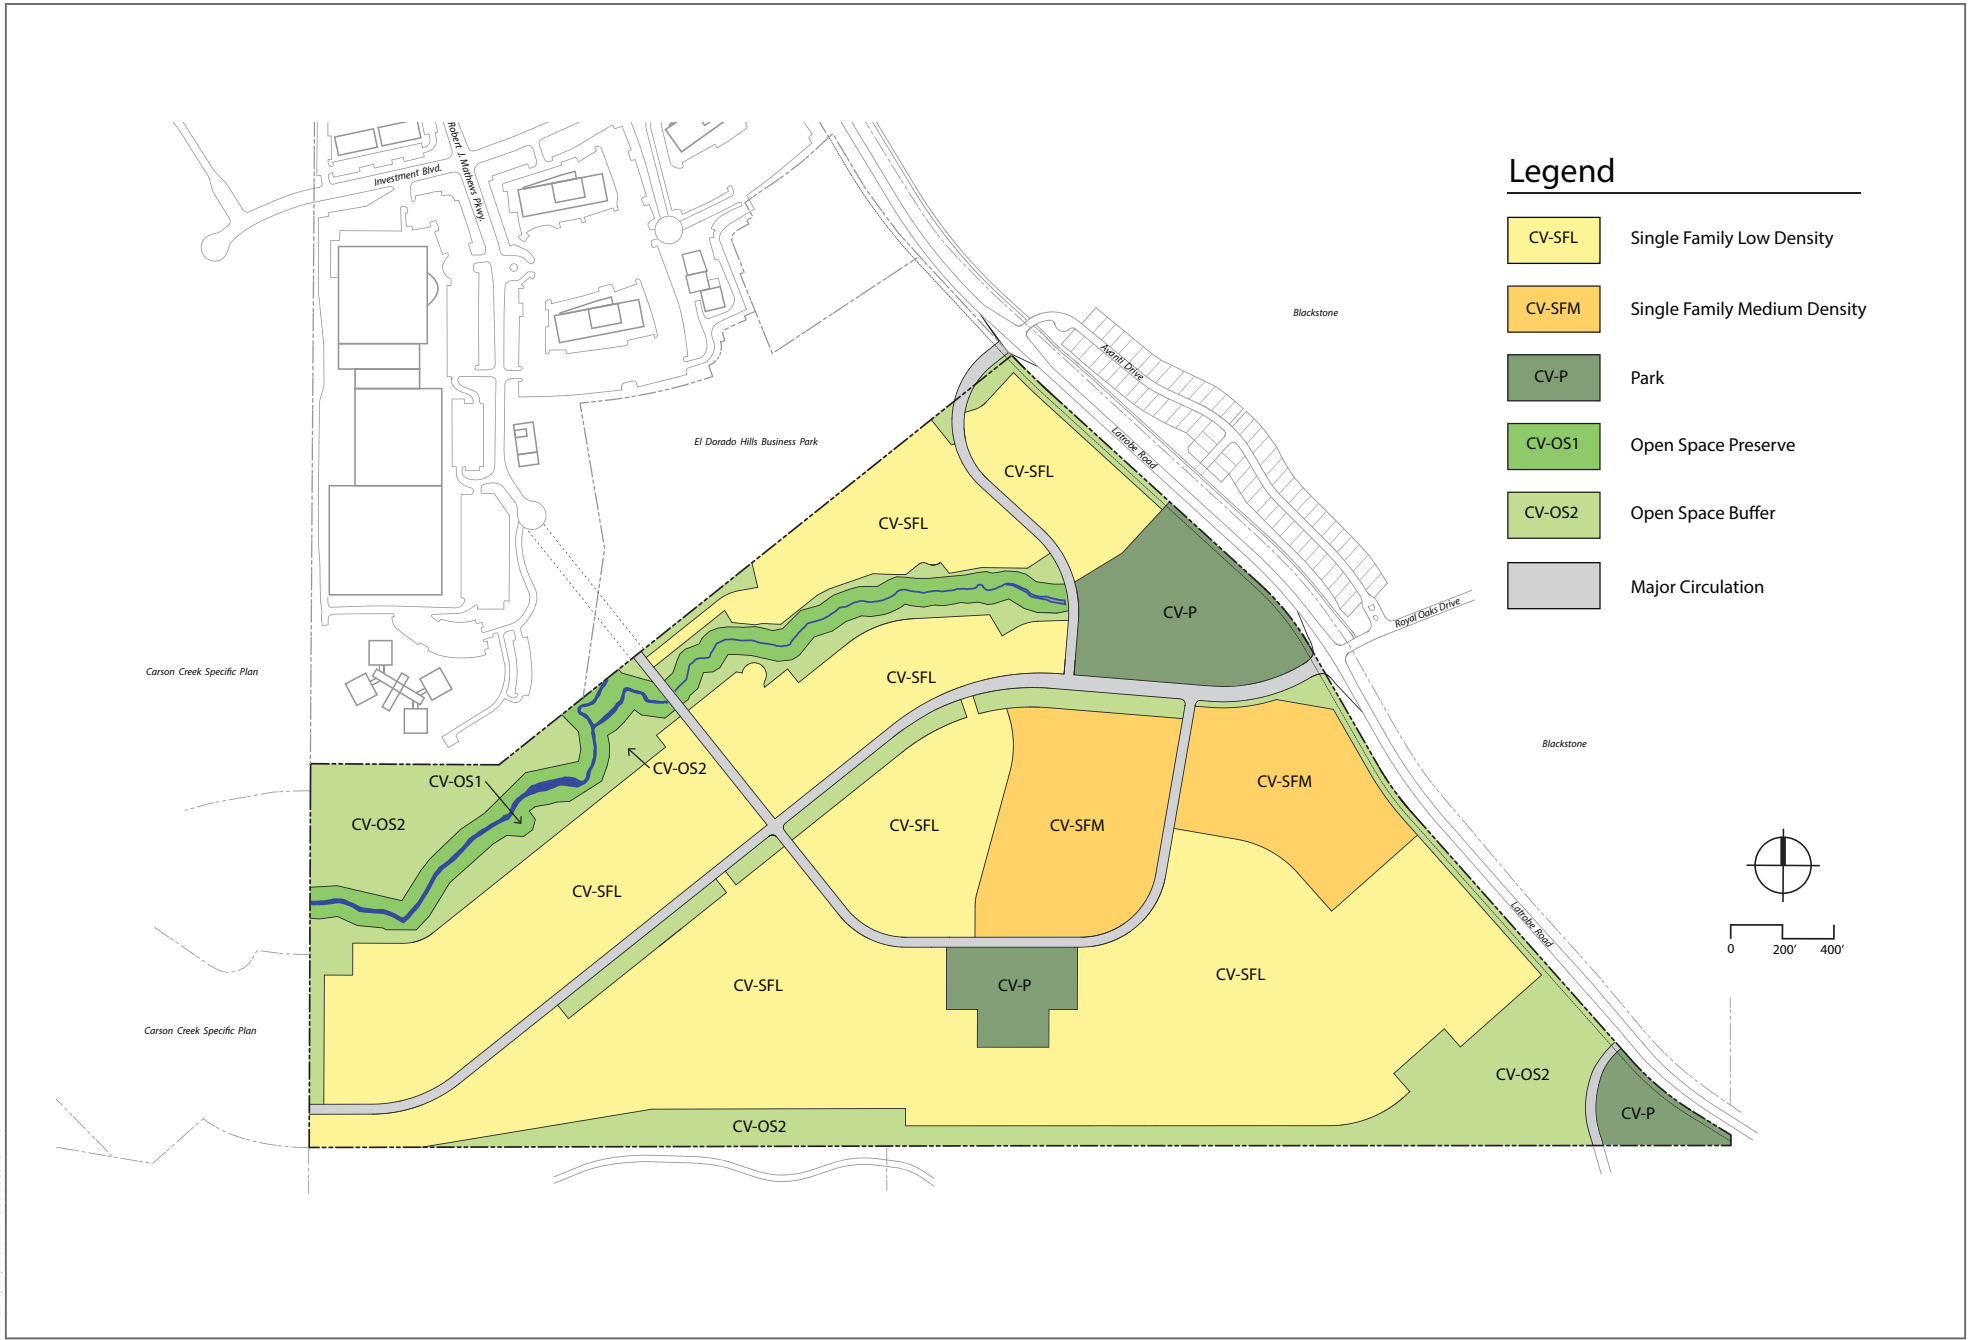 Legend
CV-SFL Single Family Low Density
CV-SFM Single Family Medium Density
CV-P Park
CV-OS1 Open Space Preserve
CV-OS2 Open Space Buffer
Major Circulation
Robert J. Mathews Pkwy.
Investment Blvd.
Blackstone
Avanti Drive
Latrobe Road
El Dorado Hills Business Park
CV-SFL
CV-SFL
CV-P
Royal Oaks Drive
Carson Creek Specific Plan
CV-SFL
Blackstone
CV-OS2
CV-OS1
CV-SFM
CV-OS2
CV-SFL
CV-SFM
CV-SFL
Latrobe Road
0 200' 400'
CV-SFL
CV-SFL
CV-P
Carson Creek Specific Plan
CV-OS2
CV-P
CV-OS2